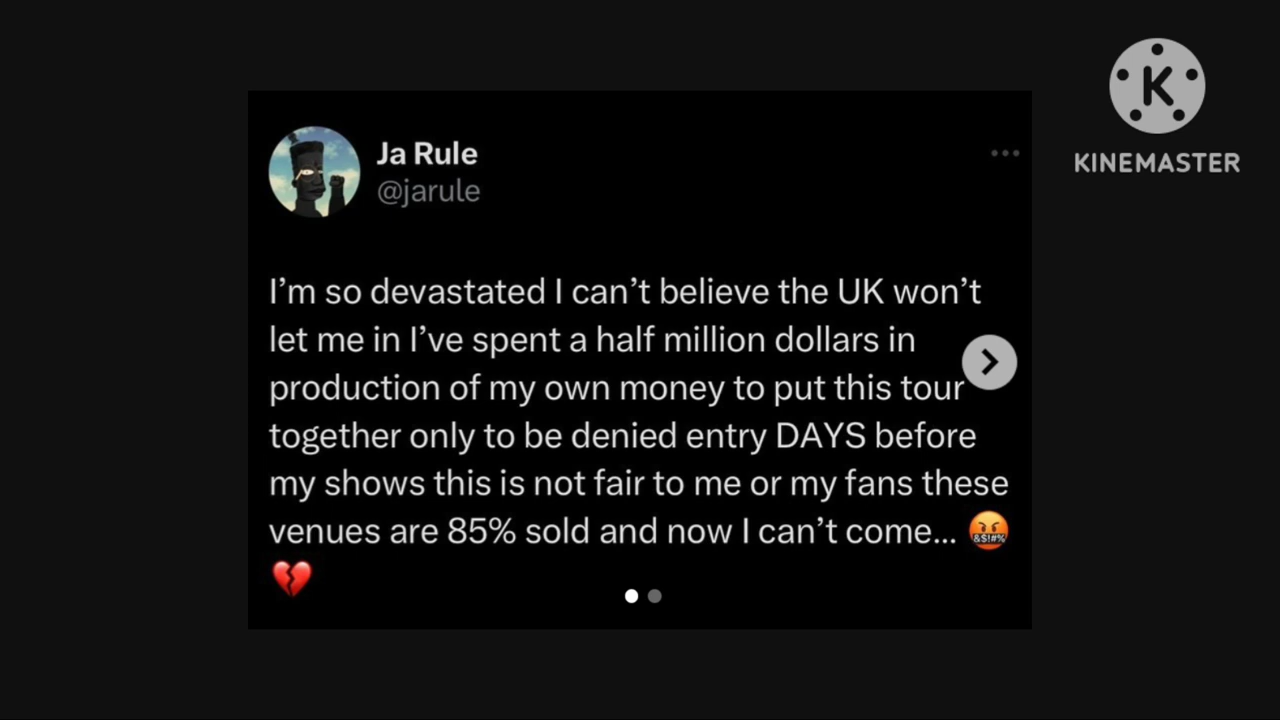 K
KINEMASTER
Ja Rule
@jarule
I'm so devastated I can't believe the UK won't
let me in I've spent a half million dollars in
production of my own money to put this tour
together only to be denied entry DAYS before
my shows this is not fair to me or my fans these
venues are 85% sold and now I can't come... 🤬
💔